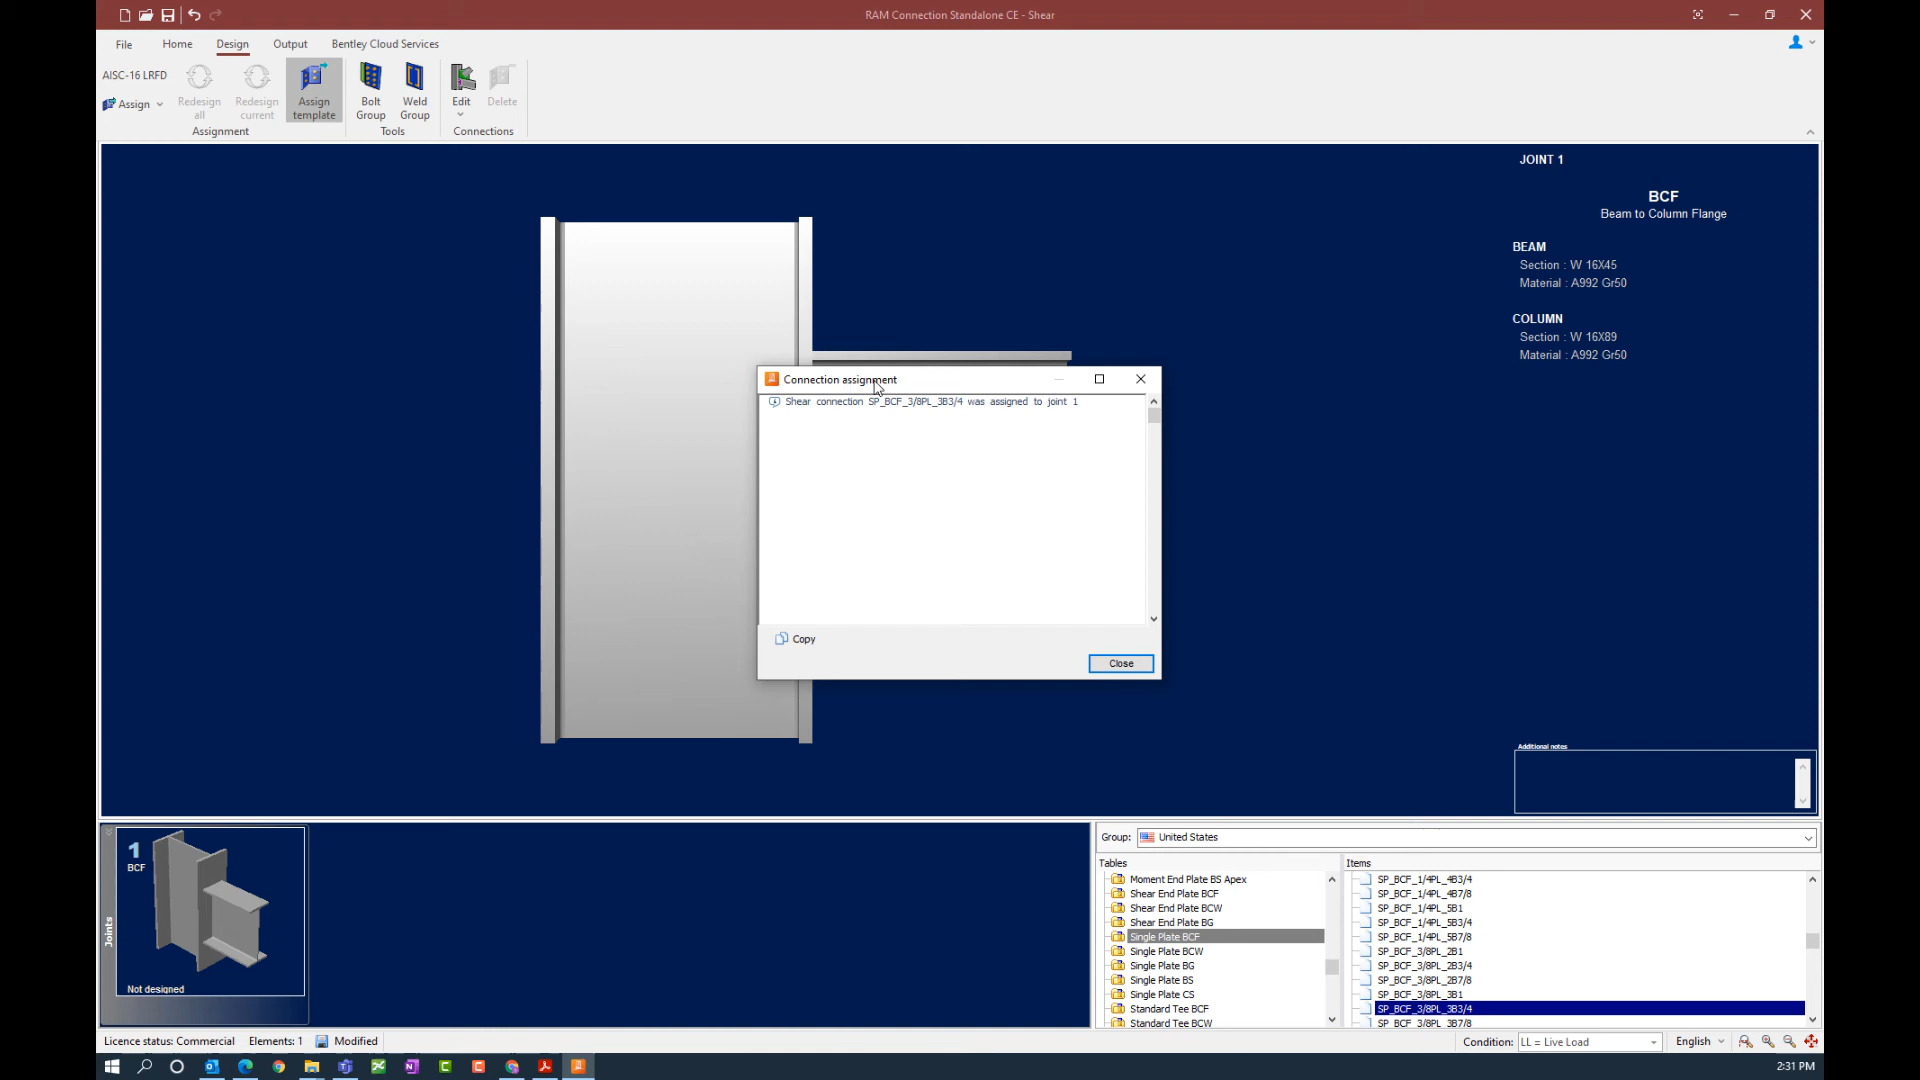 RAM Connection Standalone CE - Shear
File
Home
Design
Output
Bentley Cloud Services
AISC-16 LRFD
Assign
Redesign all
Redesign current
Assign template
Bolt Group
Weld Group
Edit
Delete
Assignment
Tools
Connections
JOINT 1
BCF
Beam to Column Flange
BEAM
Section : W 16X45
Material : A992 Gr50
COLUMN
Section : W 16X89
Material : A992 Gr50
Connection assignment
Shear connection SP_BCF_3/8PL_3B3/4 was assigned to joint 1
Copy
Close
Additional notes
Joints
1
BCF
Not designed
Group:
United States
Tables
Moment End Plate BS Apex
Shear End Plate BCF
Shear End Plate BCW
Shear End Plate BG
Single Plate BCF
Single Plate BCW
Single Plate BG
Single Plate BS
Single Plate CS
Standard Tee BCF
Standard Tee BCW
Items
SP_BCF_1/4PL_4B3/4
SP_BCF_1/4PL_4B7/8
SP_BCF_1/4PL_5B1
SP_BCF_1/4PL_5B3/4
SP_BCF_1/4PL_5B7/8
SP_BCF_3/8PL_2B1
SP_BCF_3/8PL_2B3/4
SP_BCF_3/8PL_2B7/8
SP_BCF_3/8PL_3B1
SP_BCF_3/8PL_3B3/4
SP_BCF_3/8PL_3B7/8
Licence status: Commercial
Elements: 1
Modified
Condition:
LL = Live Load
English
2:31 PM